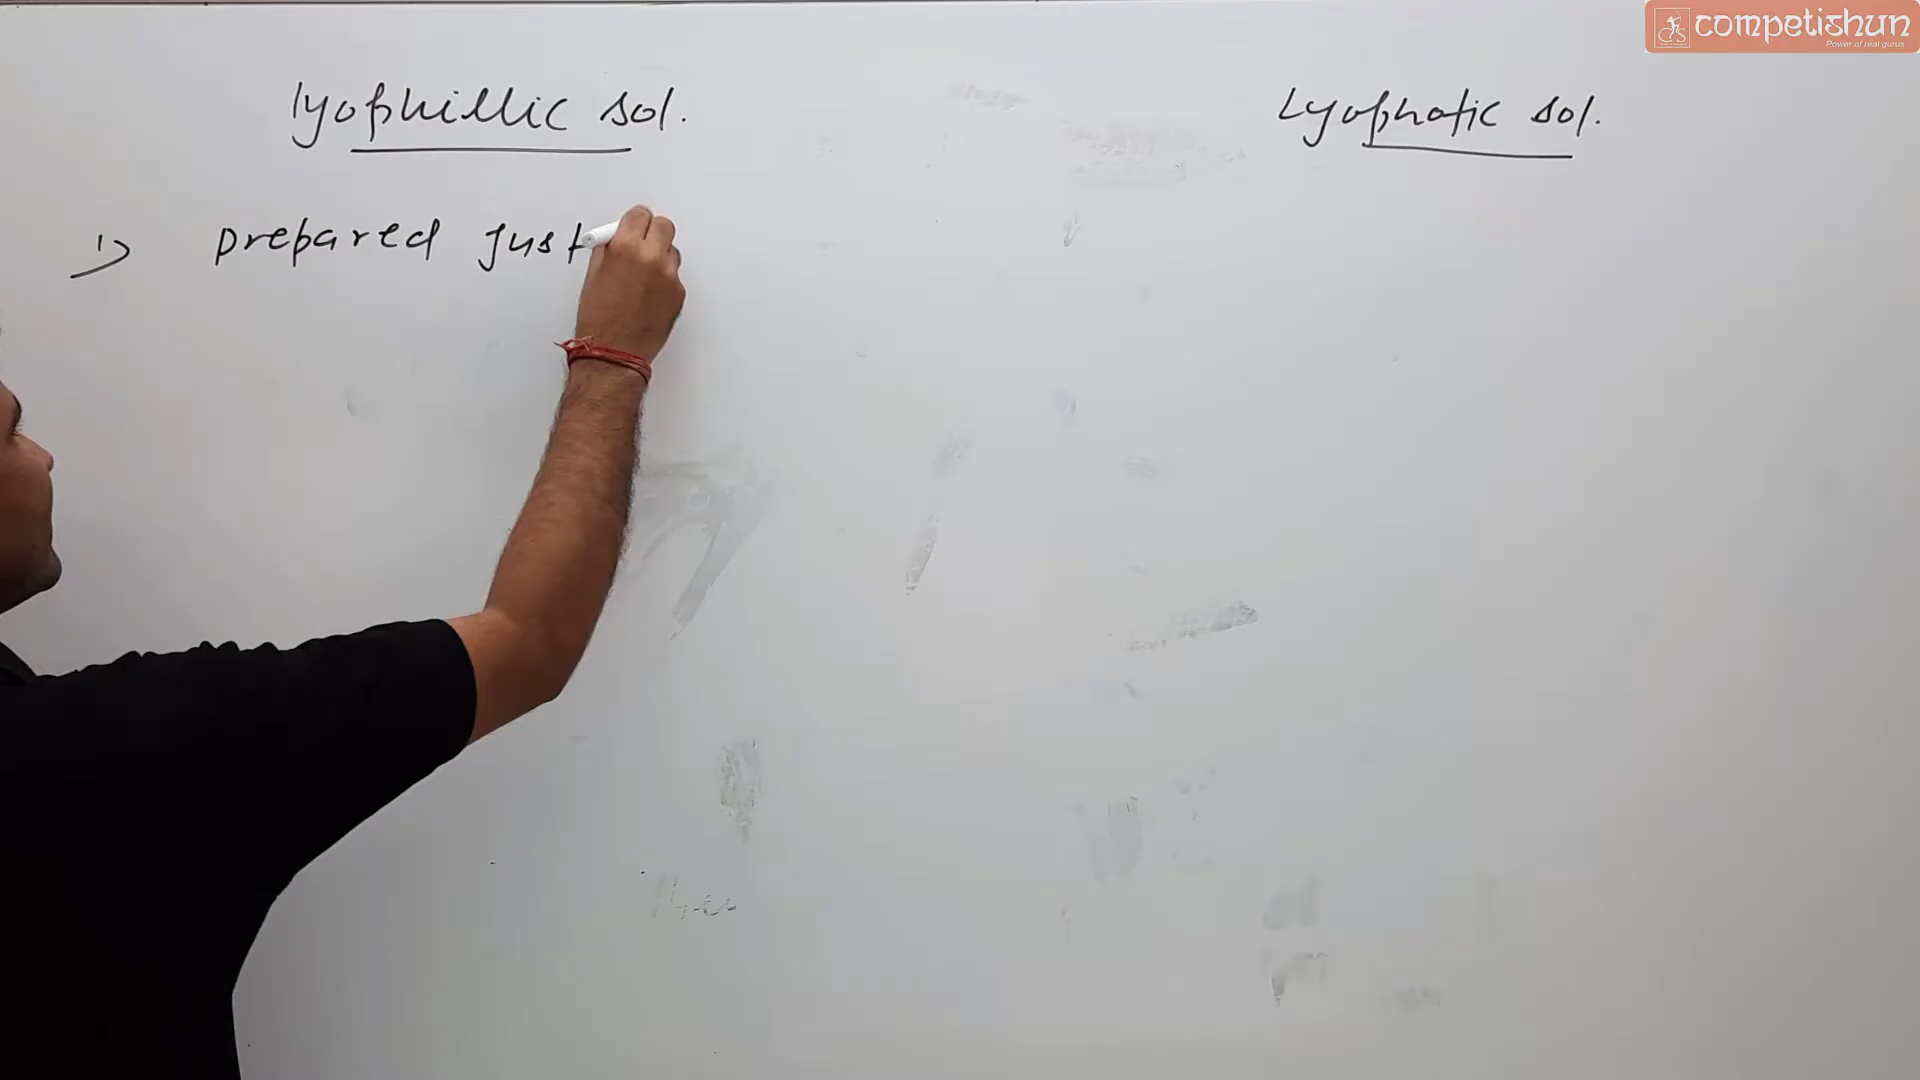 competishun
Power of real gurus
lyophillic sol.
Lyophotic sol.
1) prepared just